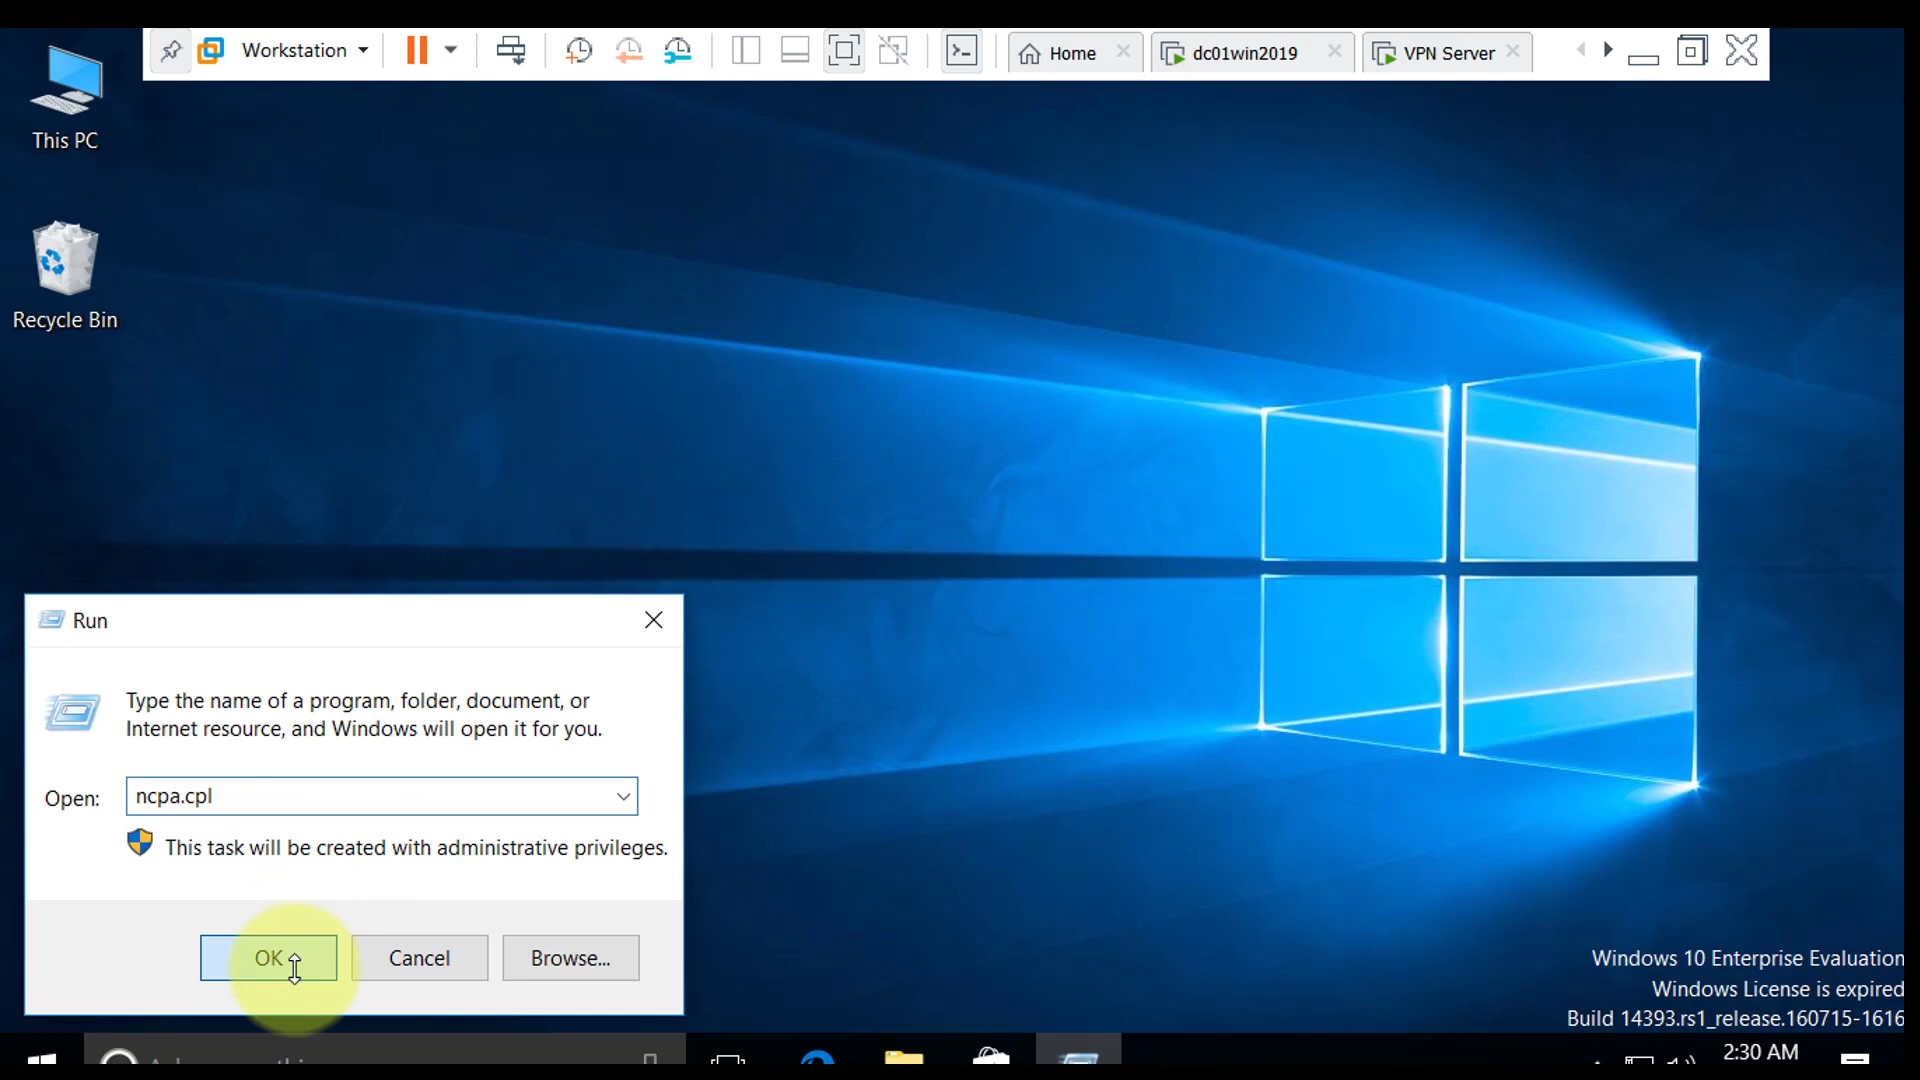 Workstation
Home
dc01win2019
VPN Server
This PC
Recycle Bin
Run
Type the name of a program, folder, document, or
Internet resource, and Windows will open it for you.
Open:
ncpa.cpl
This task will be created with administrative privileges.
OK
Cancel
Browse...
Windows 10 Enterprise Evaluation
Windows License is expired
Build 14393.rs1_release.160715-1616
2:30 AM